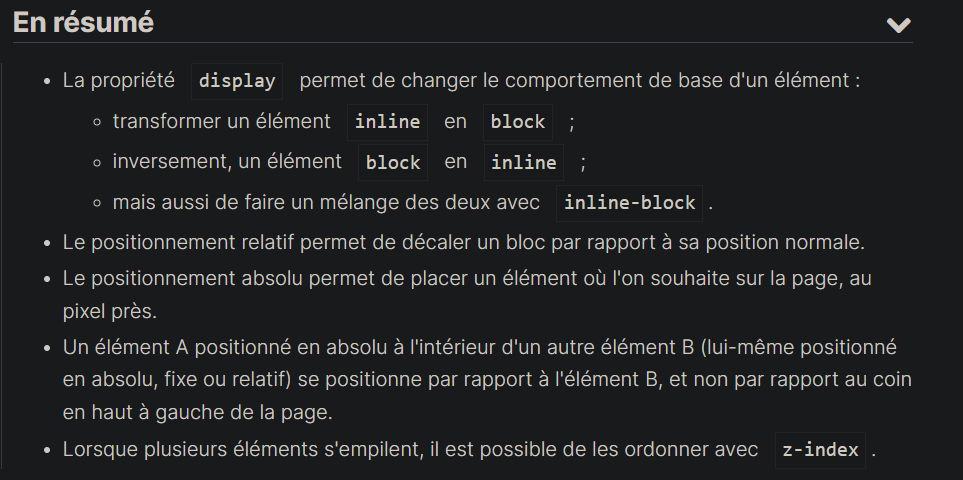 En résumé
• La propriété display permet de changer le comportement de base d'un élément :
◦ transformer un élément inline en block ;
◦ inversement, un élément block en inline ;
◦ mais aussi de faire un mélange des deux avec inline-block .
• Le positionnement relatif permet de décaler un bloc par rapport à sa position normale.
• Le positionnement absolu permet de placer un élément où l'on souhaite sur la page, au
pixel près.
• Un élément A positionné en absolu à l'intérieur d'un autre élément B (lui-même positionné
en absolu, fixe ou relatif) se positionne par rapport à l'élément B, et non par rapport au coin
en haut à gauche de la page.
• Lorsque plusieurs éléments s'empilent, il est possible de les ordonner avec z-index .